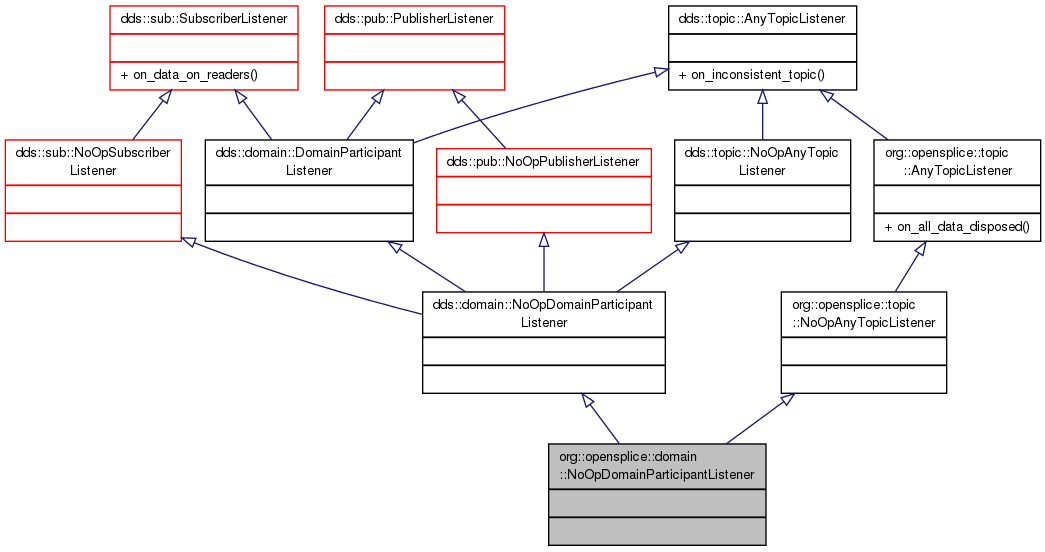 dds::sub::SubscriberListener
+ on_data_on_readers()
dds::pub::PublisherListener
dds::topic::AnyTopicListener
+ on_inconsistent_topic()
dds::sub::NoOpSubscriber
Listener
dds::domain::DomainParticipant
Listener
dds::pub::NoOpPublisherListener
dds::topic::NoOpAnyTopic
Listener
org::opensplice::topic
::AnyTopicListener
+ on_all_data_disposed()
dds::domain::NoOpDomainParticipant
Listener
org::opensplice::topic
::NoOpAnyTopicListener
org::opensplice::domain
::NoOpDomainParticipantListener